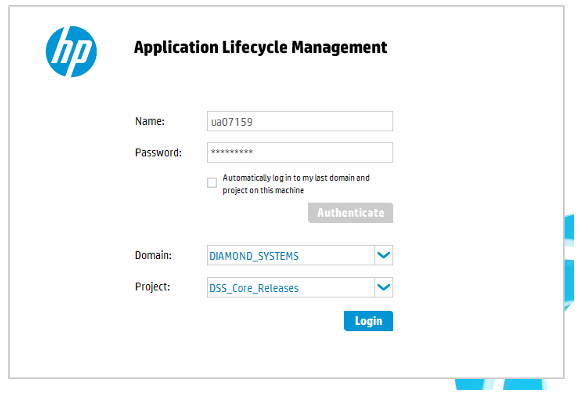 hp
Application Lifecycle Management
Name:
ua07159
Password:
*********
Automatically log in to my last domain and
project on this machine
Authenticate
Domain:
DIAMOND_SYSTEMS
Project:
DSS_Core_Releases
Login